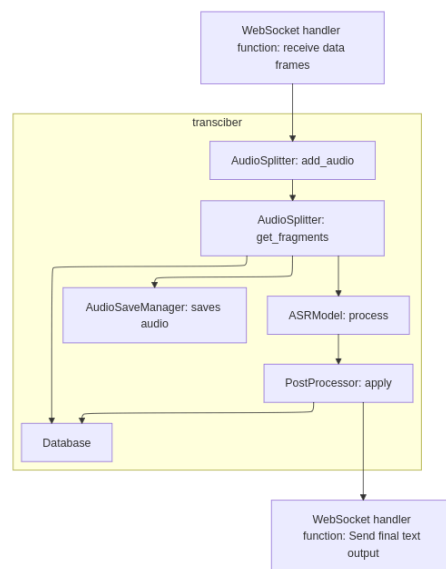 WebSocket handler
function: receive data
frames
transciber
AudioSplitter: add_audio
AudioSplitter:
get_fragments
AudioSaveManager: saves
audio
ASRModel: process
PostProcessor: apply
Database
WebSocket handler
function: Send final text
output